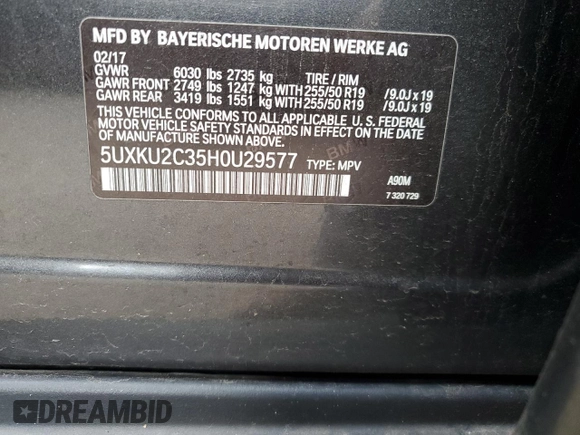 MFD BY BAYERISCHE MOTOREN WERKE AG
02/17
GVWR 6030 lbs 2735 kg TIRE / RIM
GAWR FRONT 2749 lbs 1247 kg WITH 255/50 R19 /9.0J x 19
GAWR REAR 3419 lbs 1551 kg WITH 255/50 R19 /9.0J x 19
THIS VEHICLE CONFORMS TO ALL APPLICABLE U.S. FEDERAL
MOTOR VEHICLE SAFETY STANDARDS IN EFFECT ON THE
DATE OF MANUFACTURE SHOWN ABOVE.
5UXKU2C35H0U29577 TYPE: MPV
A90M
7 320 729
DREAMBID